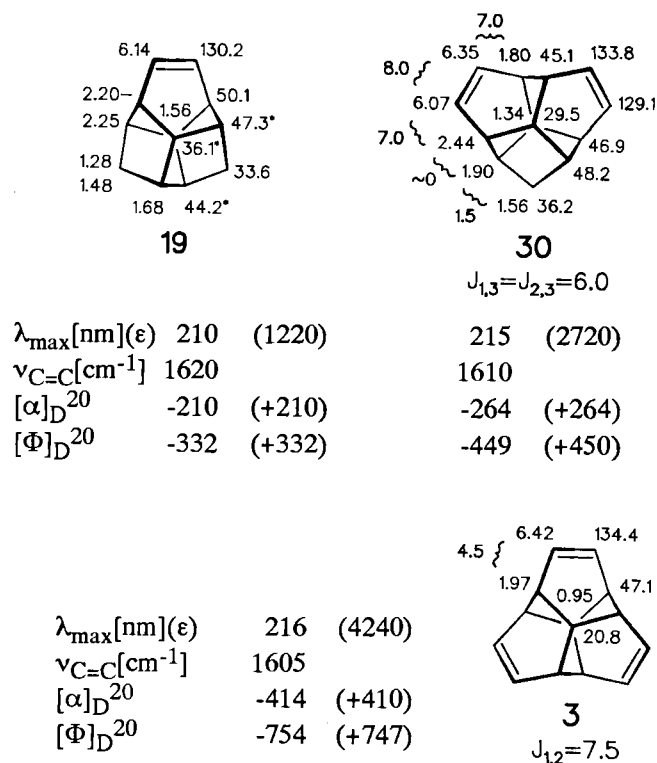 7.0
6.14 130.2
6.35 1.80 45.1 133.8
8.0
2.20 1.56 50.1
6.07 1.34 29.5 129.1
2.25 47.3*
36.1*
7.0 2.44 46.9
1.28 33.6
1.90 48.2
~0
1.48
1.68 44.2*
1.5 1.56 36.2
19 30
J1,3=J2,3=6.0
λmax[nm](ε) 210 (1220) 215 (2720)
νC=C[cm-1] 1620 1610
[α]D20 -210 (+210) -264 (+264)
[Φ]D20 -332 (+332) -449 (+450)
6.42 134.4
4.5
1.97 0.95 47.1
20.8
λmax[nm](ε) 216 (4240)
νC=C[cm-1] 1605
[α]D20 -414 (+410)
[Φ]D20 -754 (+747)
3
J1,2=7.5